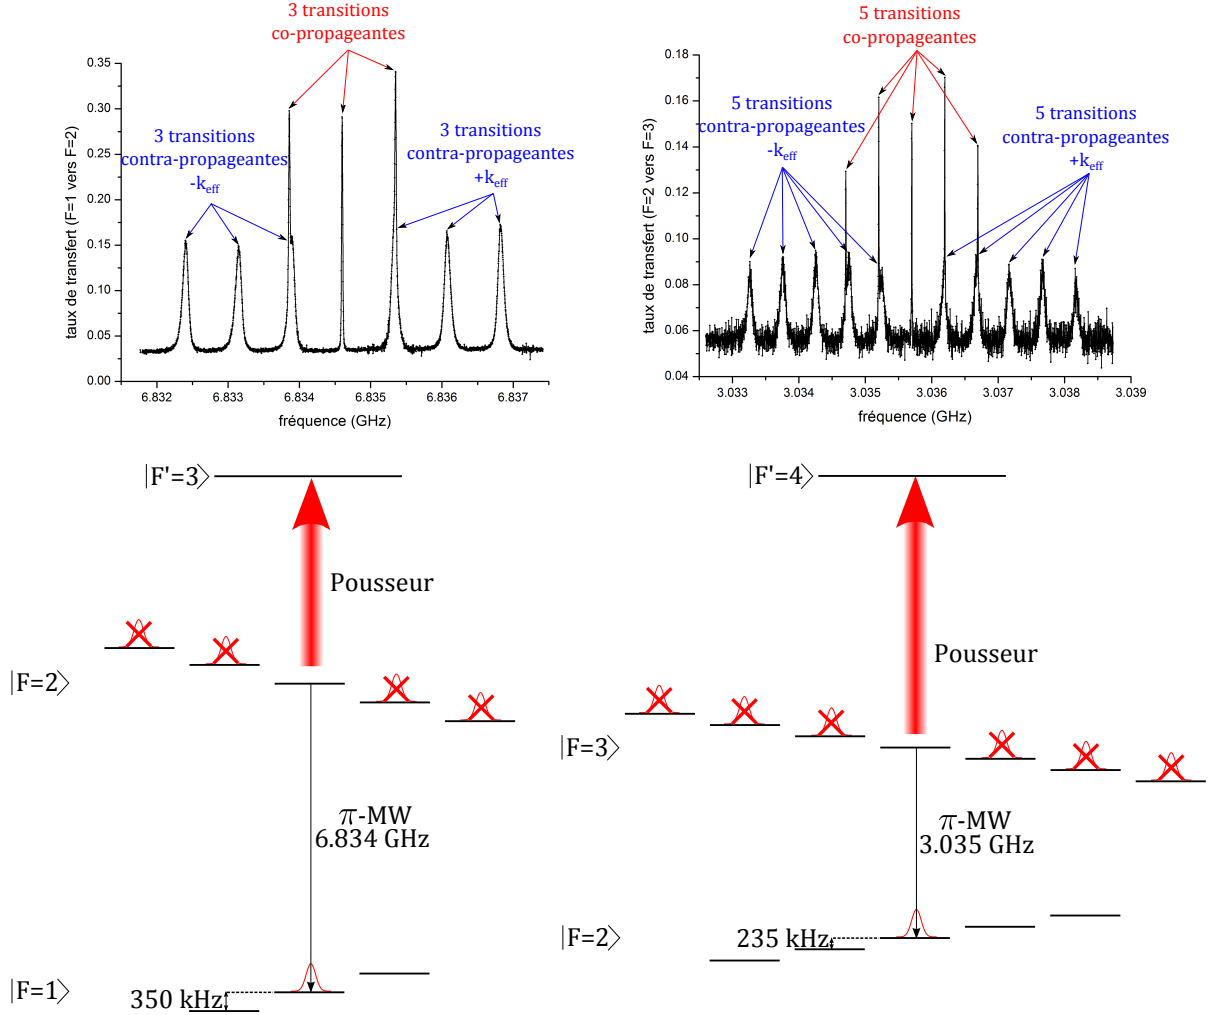 3 transitions
co-propageantes
3 transitions
contra-propageantes
-keff
3 transitions
contra-propageantes
+keff
taux de transfert (F=1 vers F=2)
0.35
0.30
0.25
0.20
0.15
0.10
0.05
0.00
6.832
6.833
6.834
6.835
6.836
6.837
fréquence (GHz)
5 transitions
co-propageantes
5 transitions
contra-propageantes
-keff
5 transitions
contra-propageantes
+keff
taux de transfert (F=2 vers F=3)
0.18
0.16
0.14
0.12
0.10
0.08
0.06
0.04
3.033
3.034
3.035
3.036
3.037
3.038
3.039
fréquence (GHz)
|F'=3⟩
Pousseur
|F=2⟩
π-MW
6.834 GHz
|F=1⟩
350 kHz
|F'=4⟩
Pousseur
|F=3⟩
π-MW
3.035 GHz
|F=2⟩
235 kHz